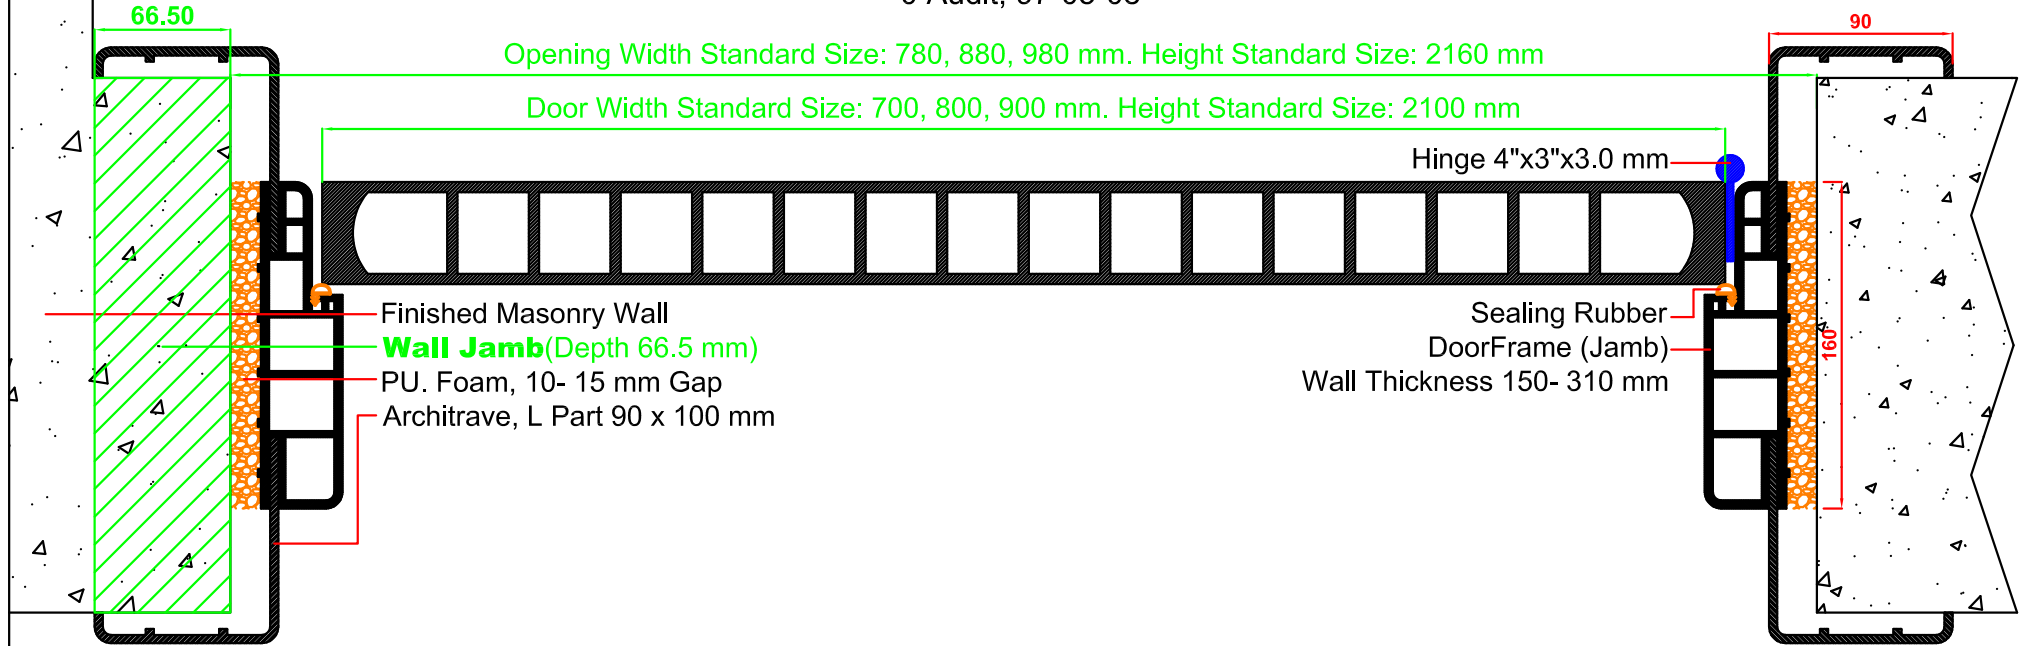 66.50
90
Opening Width Standard Size: 780, 880, 980 mm. Height Standard Size: 2160 mm
Door Width Standard Size: 700, 800, 900 mm. Height Standard Size: 2100 mm
Hinge 4"x3"x3.0 mm
Finished Masonry Wall
Wall Jamb(Depth 66.5 mm)
PU. Foam, 10- 15 mm Gap
Architrave, L Part 90 x 100 mm
Sealing Rubber
DoorFrame (Jamb)
Wall Thickness 150- 310 mm
160